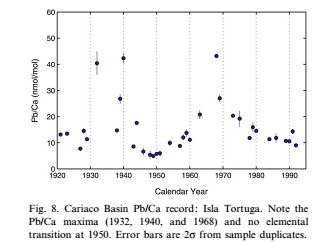 60
50
40
30
20
10
0
Pb/Ca (nmol/mol)
1920 1930 1940 1950 1960 1970 1980 1990
Calendar Year
Fig. 8. Cariaco Basin Pb/Ca record: Isla Tortuga. Note the
Pb/Ca maxima (1932, 1940, and 1968) and no elemental
transition at 1950. Error bars are 2σ from sample duplicates.